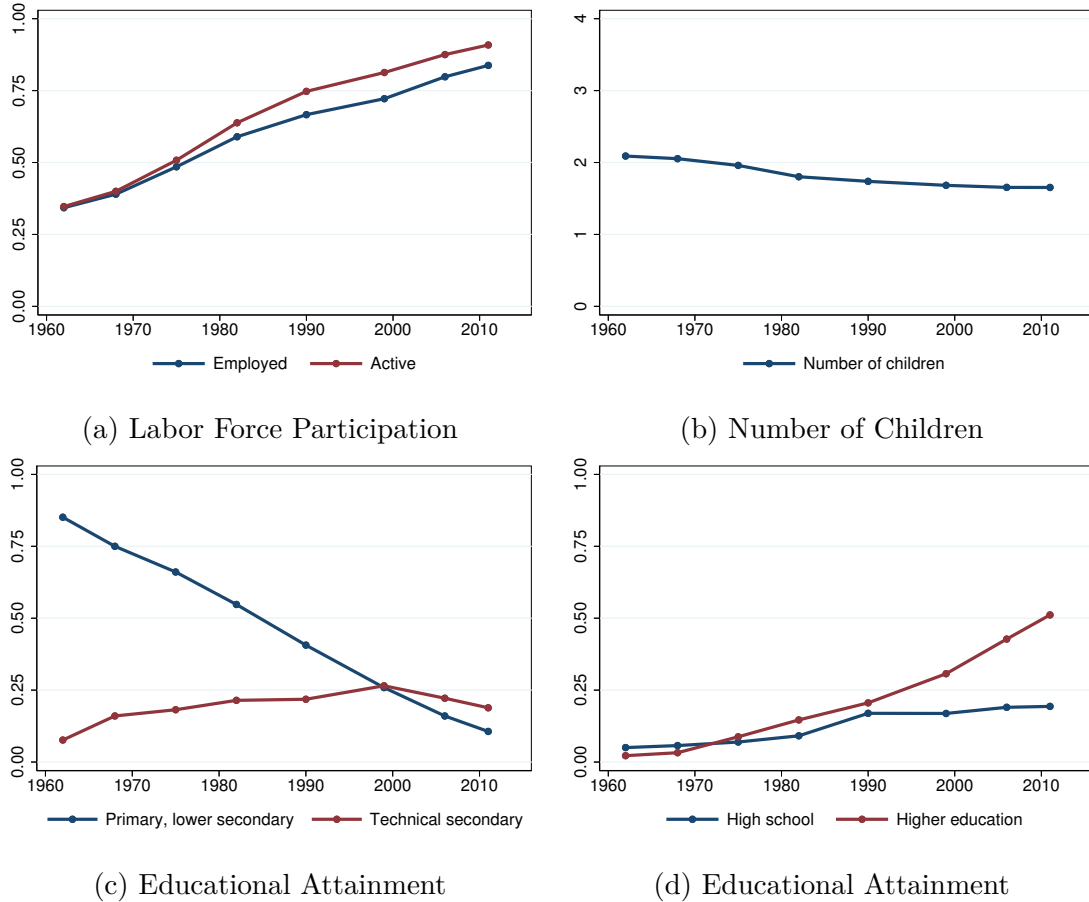 1.00
0.75
0.50
0.25
0.00
1960 1970 1980 1990 2000 2010
Employed Active
(a) Labor Force Participation
4
3
2
1
0
1960 1970 1980 1990 2000 2010
Number of children
(b) Number of Children
1.00
0.75
0.50
0.25
0.00
1960 1970 1980 1990 2000 2010
Primary, lower secondary Technical secondary
(c) Educational Attainment
1.00
0.75
0.50
0.25
0.00
1960 1970 1980 1990 2000 2010
High school Higher education
(d) Educational Attainment